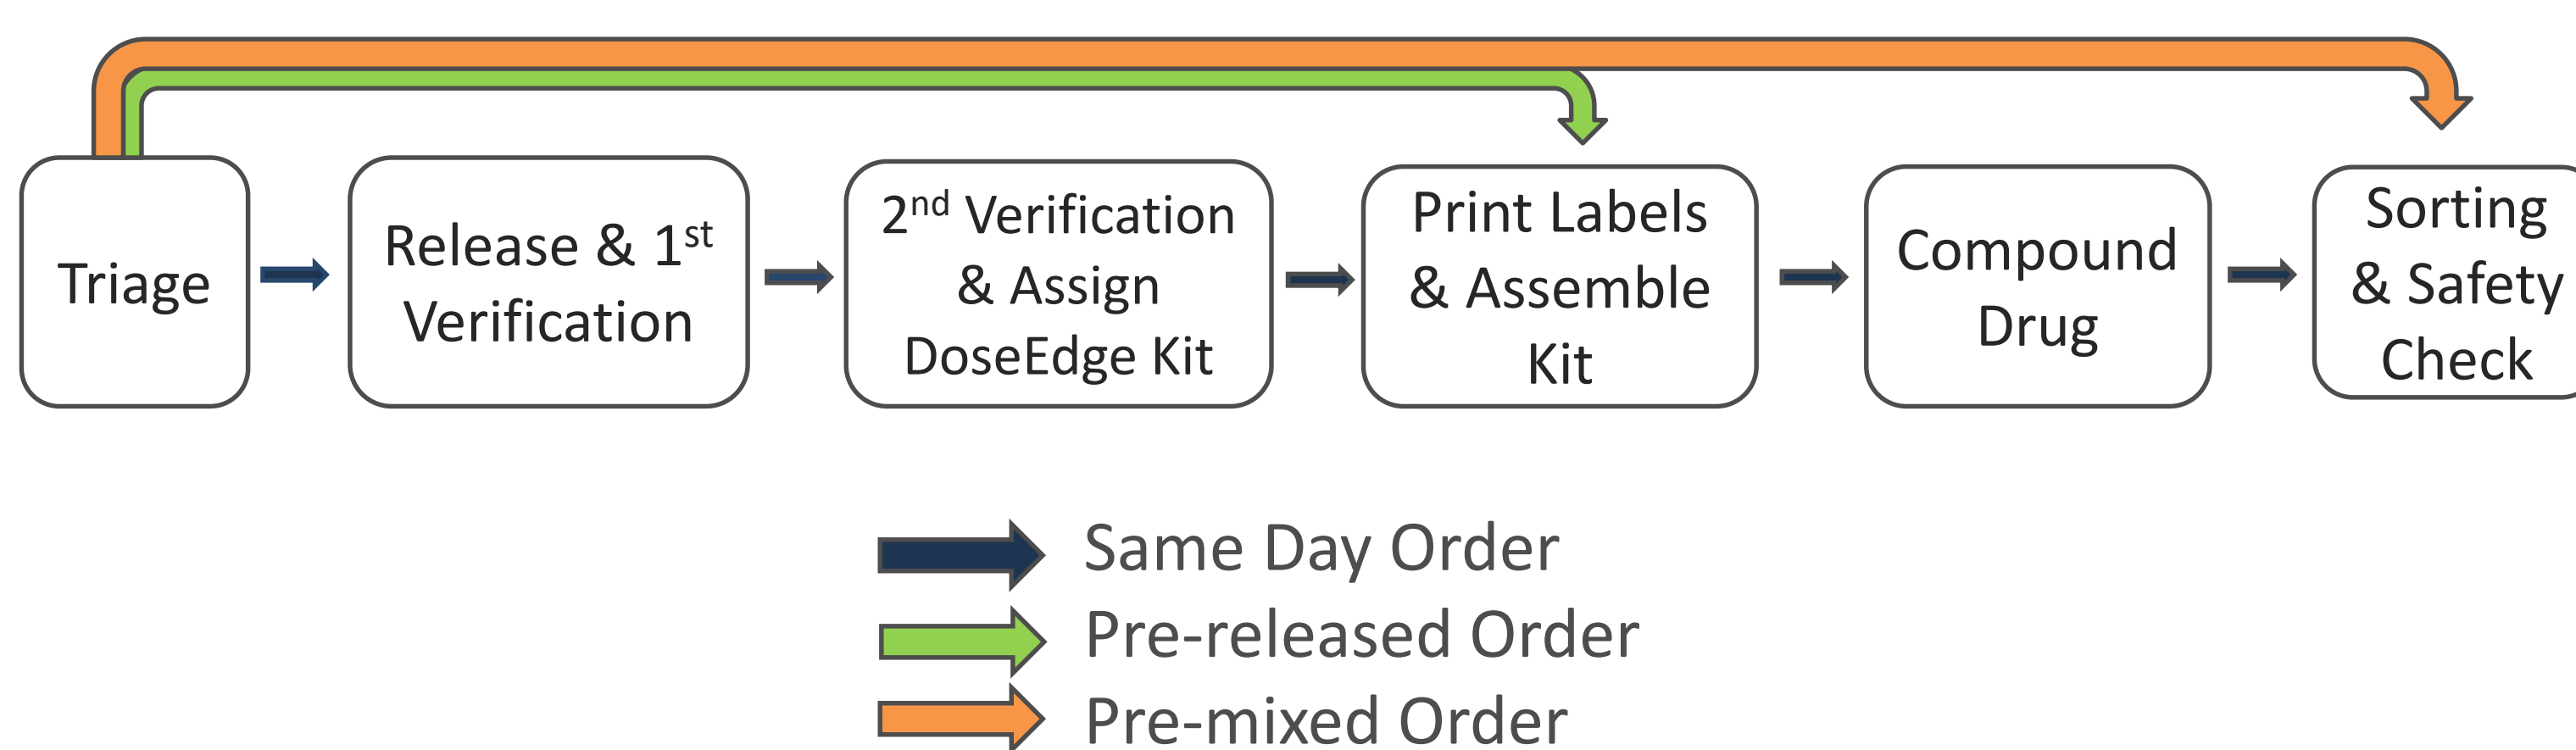 Triage
Release & 1st
Verification
2nd Verification
& Assign
DoseEdge Kit
Print Labels
& Assemble
Kit
Compound
Drug
Sorting
& Safety
Check
Same Day Order
Pre-released Order
Pre-mixed Order